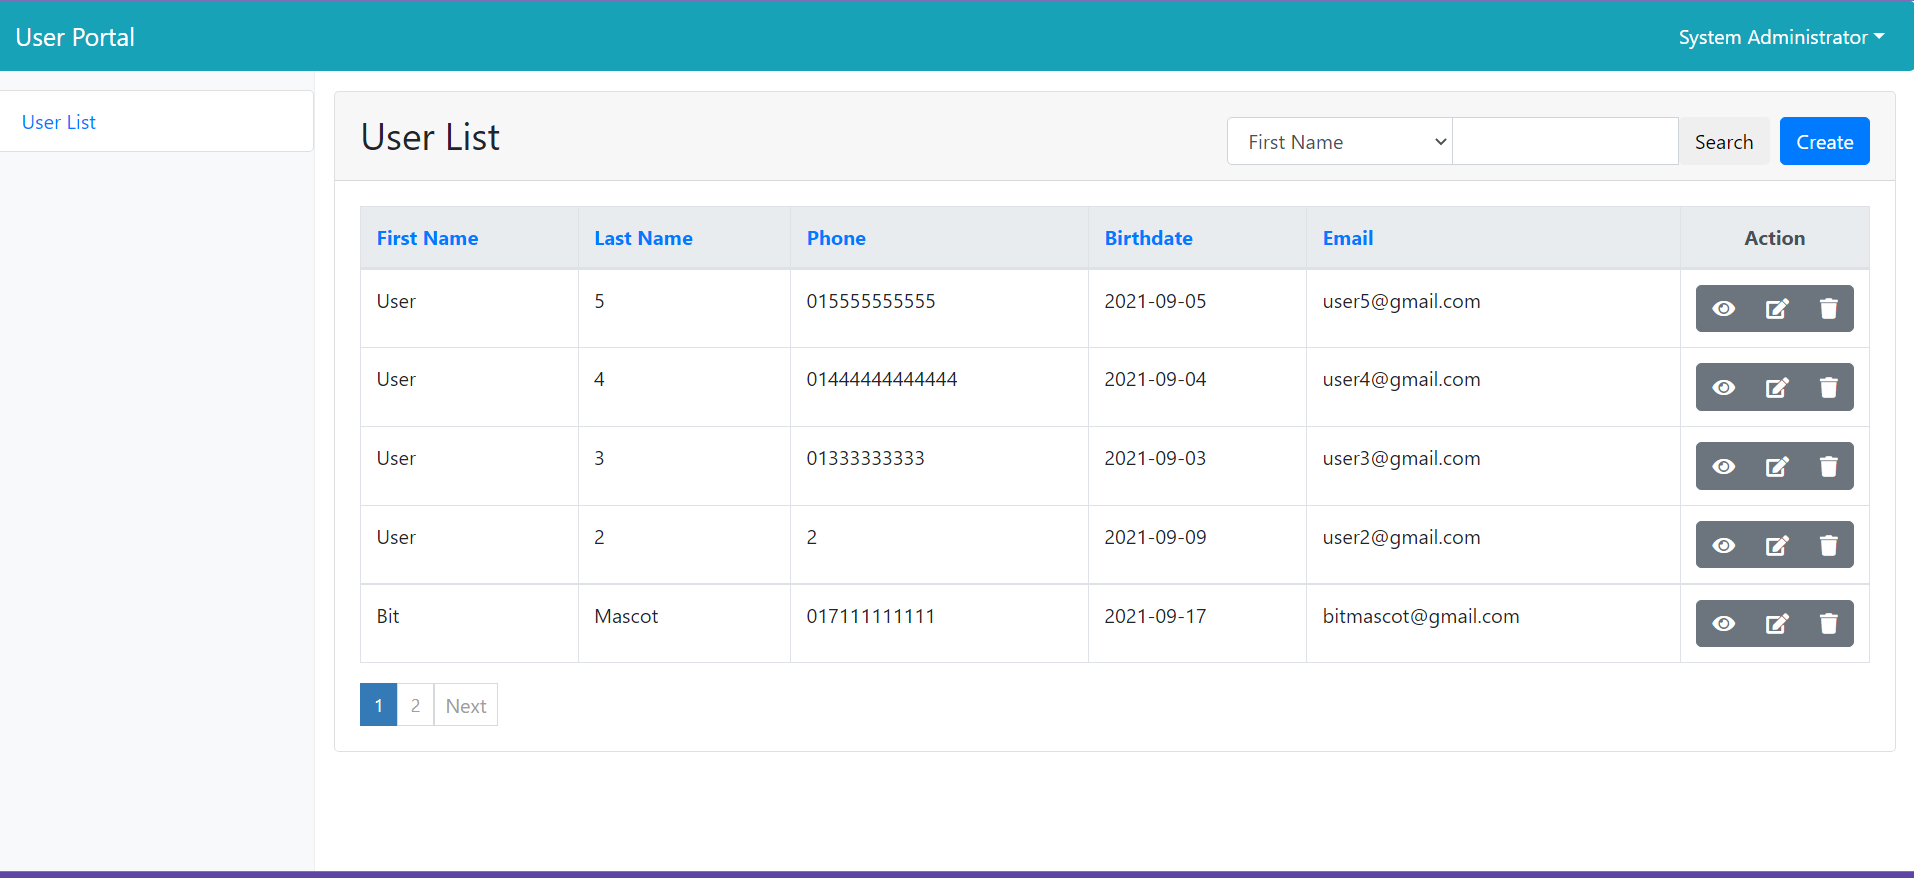 User Portal System Administrator
User List
User List First Name Search Create
First Name Last Name Phone Birthdate Email Action
User 5 015555555555 2021-09-05 user5@gmail.com
User 4 01444444444444 2021-09-04 user4@gmail.com
User 3 01333333333 2021-09-03 user3@gmail.com
User 2 2 2021-09-09 user2@gmail.com
Bit Mascot 017111111111 2021-09-17 bitmascot@gmail.com
1 2 Next